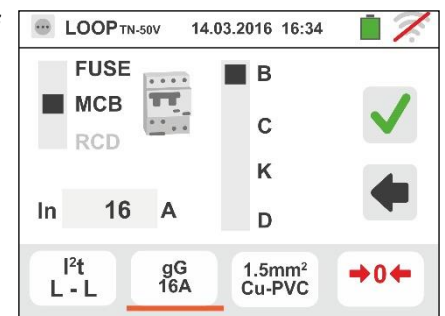 LOOP TN-50V 14.03.2016 16:34
FUSE
MCB
RCD
B
C
K
D
In 16 A
I²t
L - L
gG
16A
1.5mm²
Cu-PVC
0